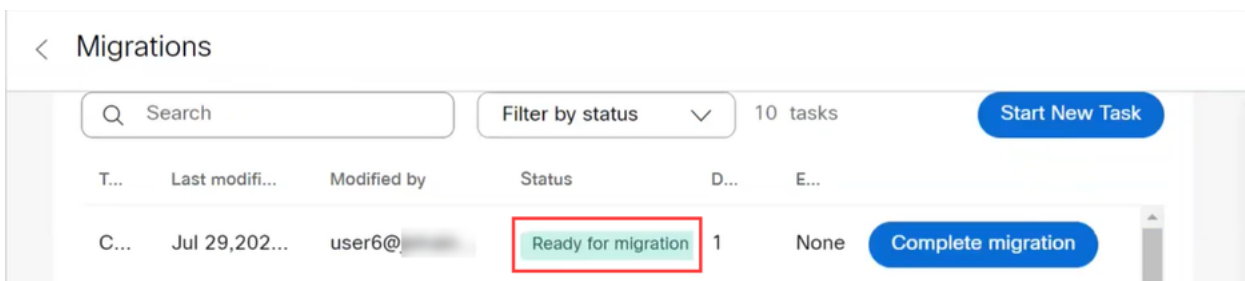 Migrations
Search
Filter by status
10 tasks
Start New Task
T... Last modifi... Modified by Status D... E...
C... Jul 29,202... user6@ Ready for migration 1 None Complete migration